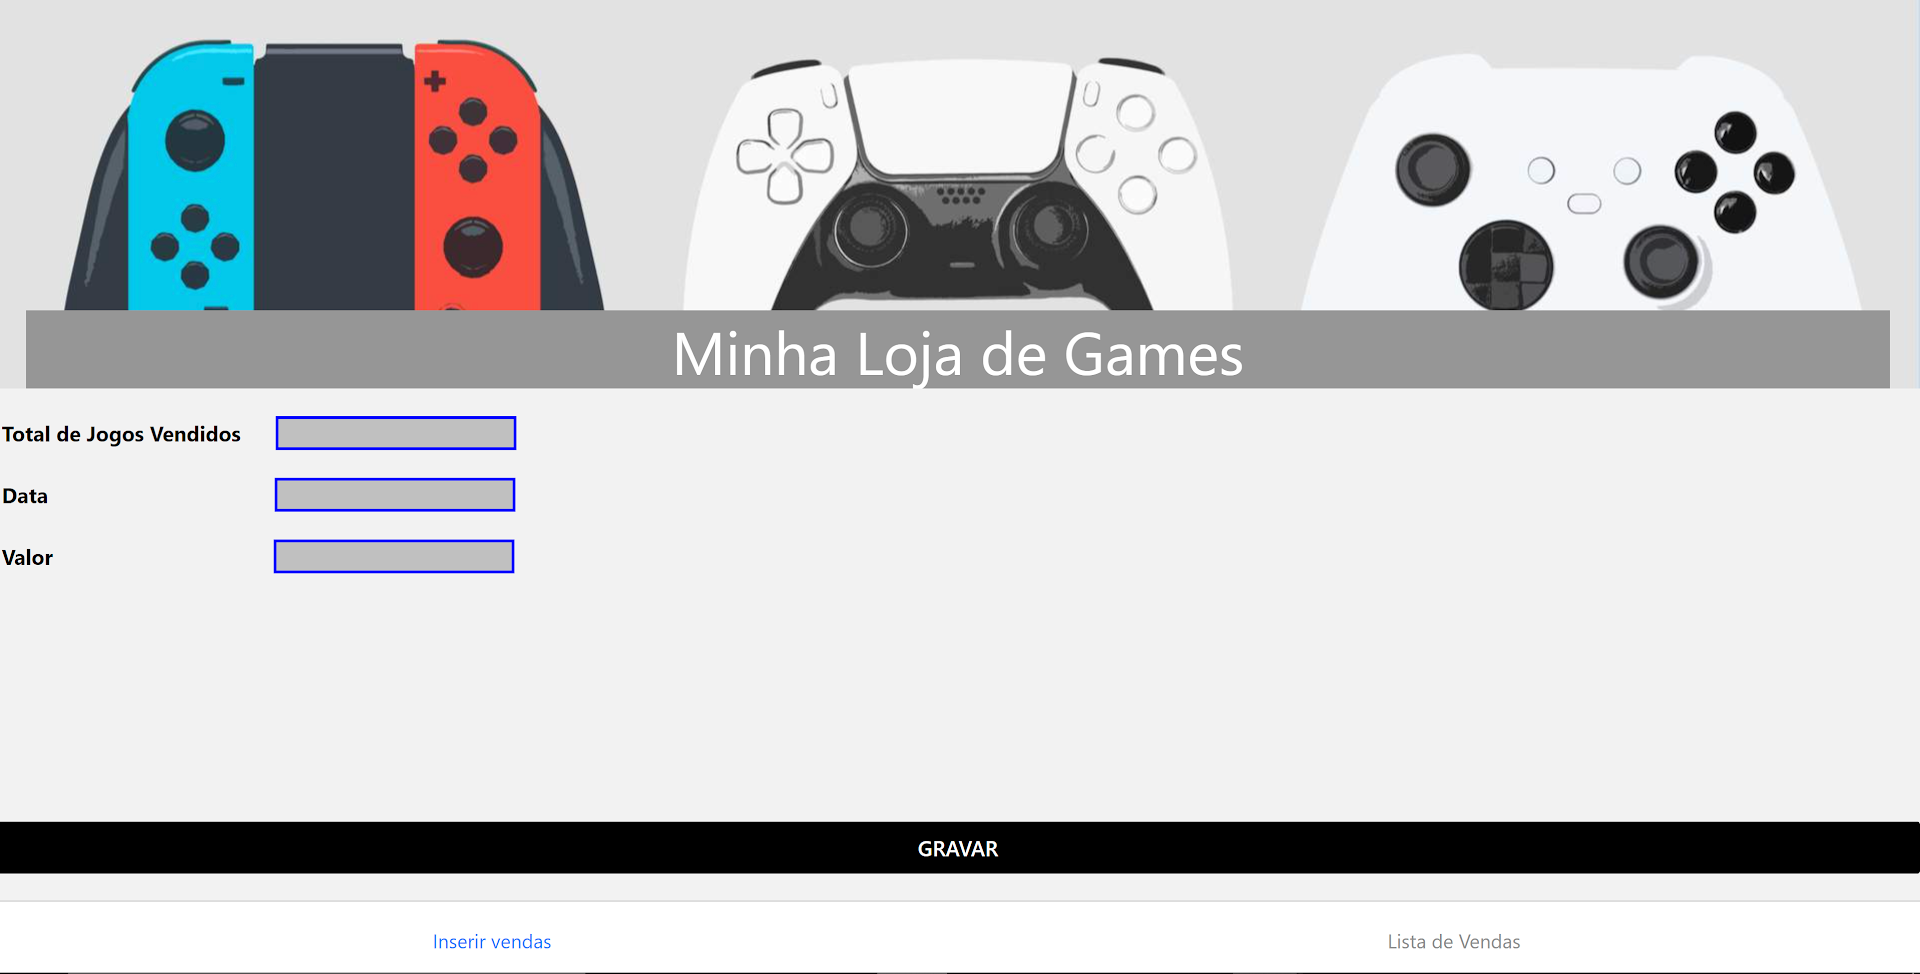 Minha Loja de Games
Total de Jogos Vendidos
Data
Valor
GRAVAR
Inserir vendas
Lista de Vendas